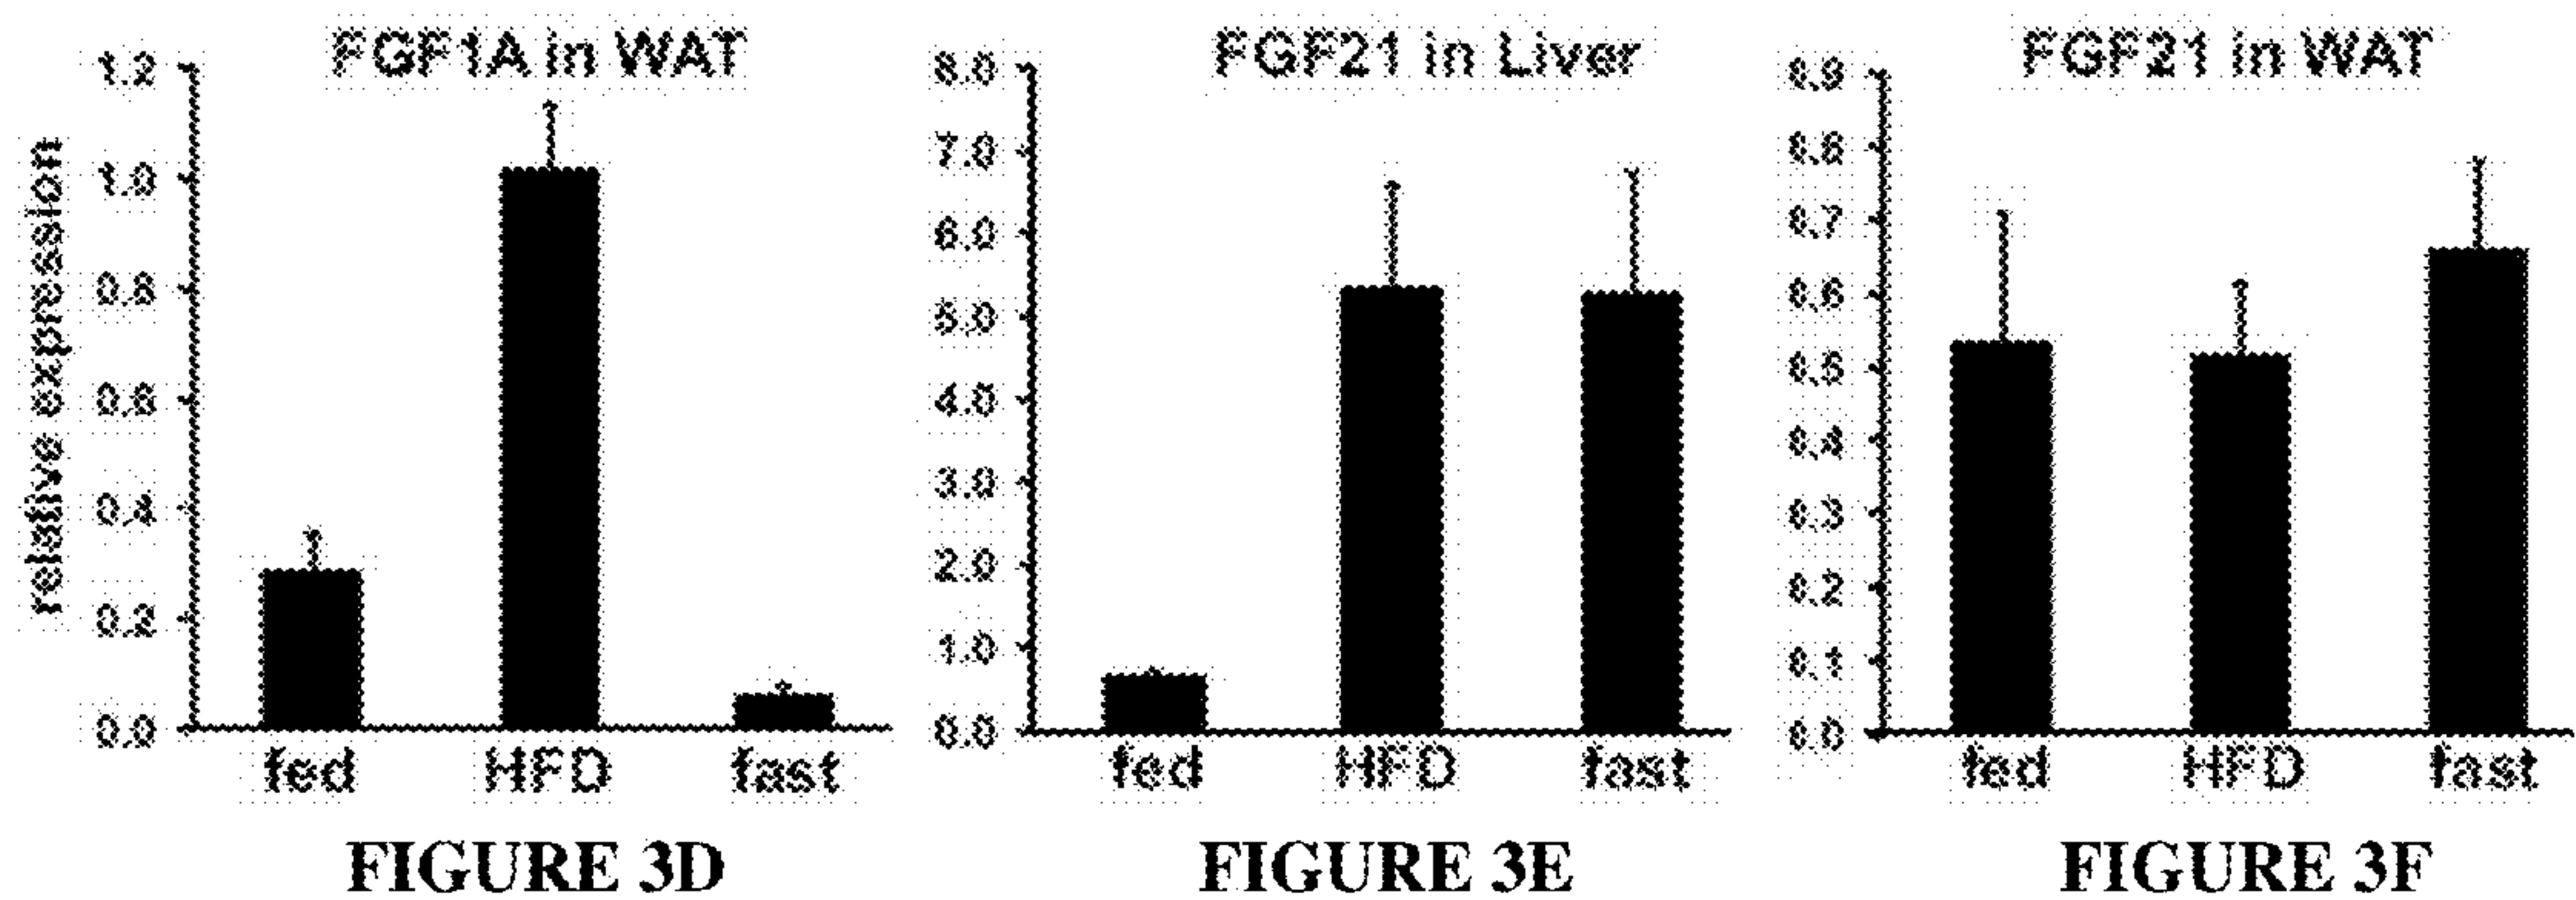 FGF1A in WAT
relative expression
1.2
1.0
0.8
0.6
0.4
0.2
0.0
fed HFD fast
FIGURE 3D
FGF21 in Liver
8.0
7.0
6.0
5.0
4.0
3.0
2.0
1.0
0.0
fed HFD fast
FIGURE 3E
FGF21 in WAT
0.9
0.8
0.7
0.6
0.5
0.4
0.3
0.2
0.1
0.0
fed HFD fast
FIGURE 3F